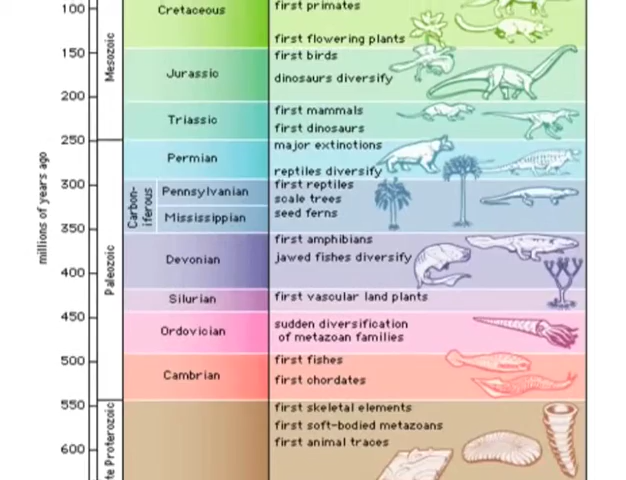 first primates
100
Cretaceous
first flowering plants
150
first birds
Jurassic
dinosaurs diversify
Mesozoic
200
first mammals
Triassic
first dinosaurs
250
major extinctions
Permian
reptiles diversify
millions of years ago
300
Carbon-
iferous
Pennsylvanian
first reptiles
scale trees
Mississippian
seed ferns
350
first amphibians
Devonian
jawed fishes diversify
Paleozoic
400
Silurian
first vascular land plants
450
Ordovician
sudden diversification
of metazoan families
500
first fishes
Cambrian
first chordates
550
first skeletal elements
first soft-bodied metazoans
600
first animal traces
te Proterozoic